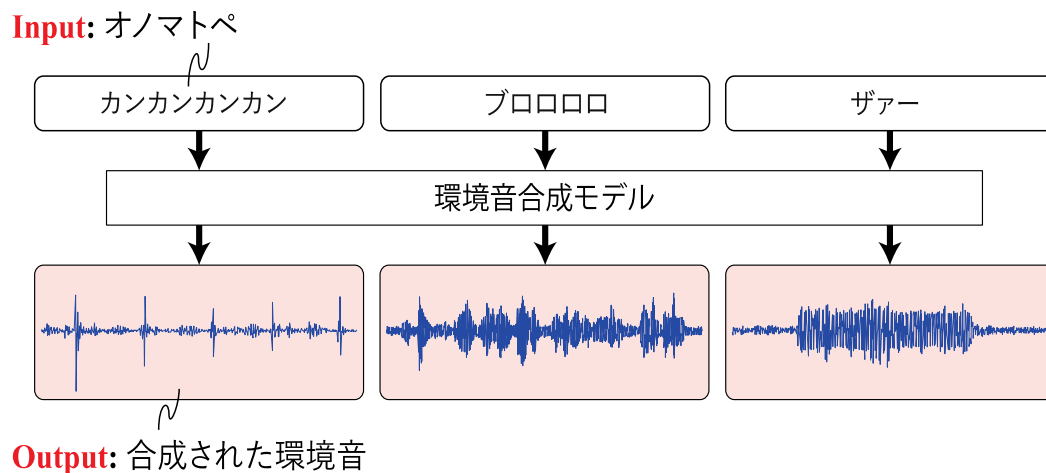 Input: オノマトペ
カンカンカンカン
ブロロロロ
ザァー
環境音合成モデル
Output: 合成された環境音